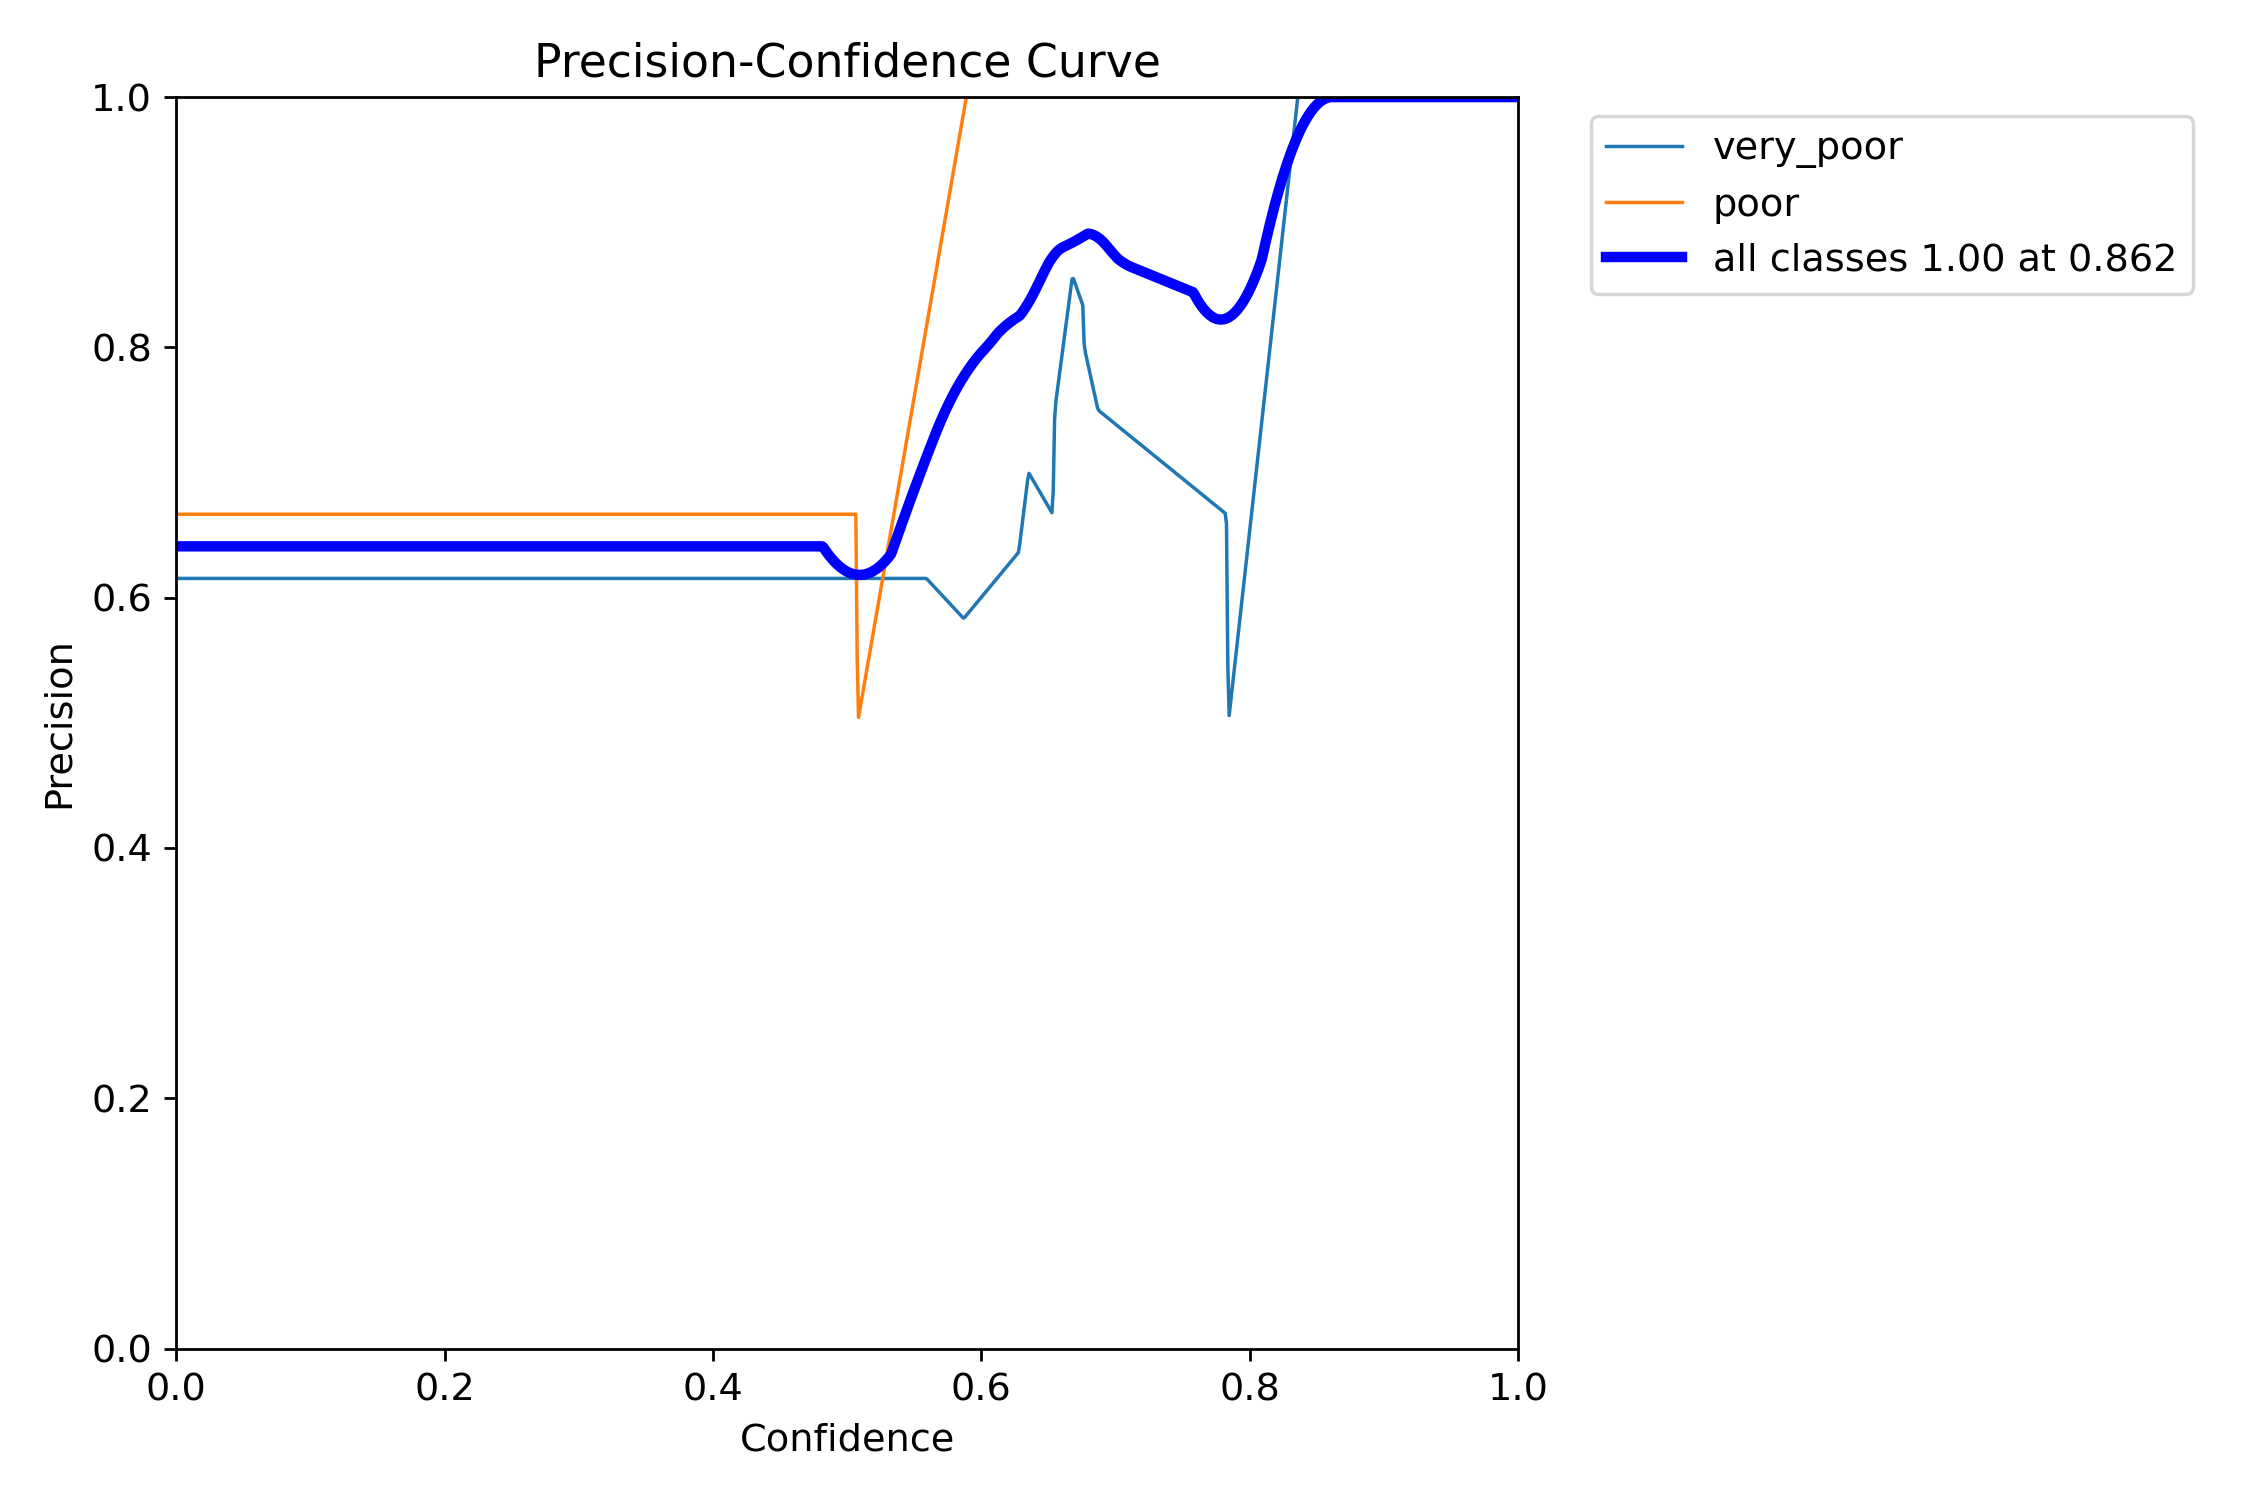 Precision-Confidence Curve
1.0
0.8
0.6
0.4
0.2
0.0
Precision
0.0 0.2 0.4 0.6 0.8 1.0
Confidence
very_poor
poor
all classes 1.00 at 0.862